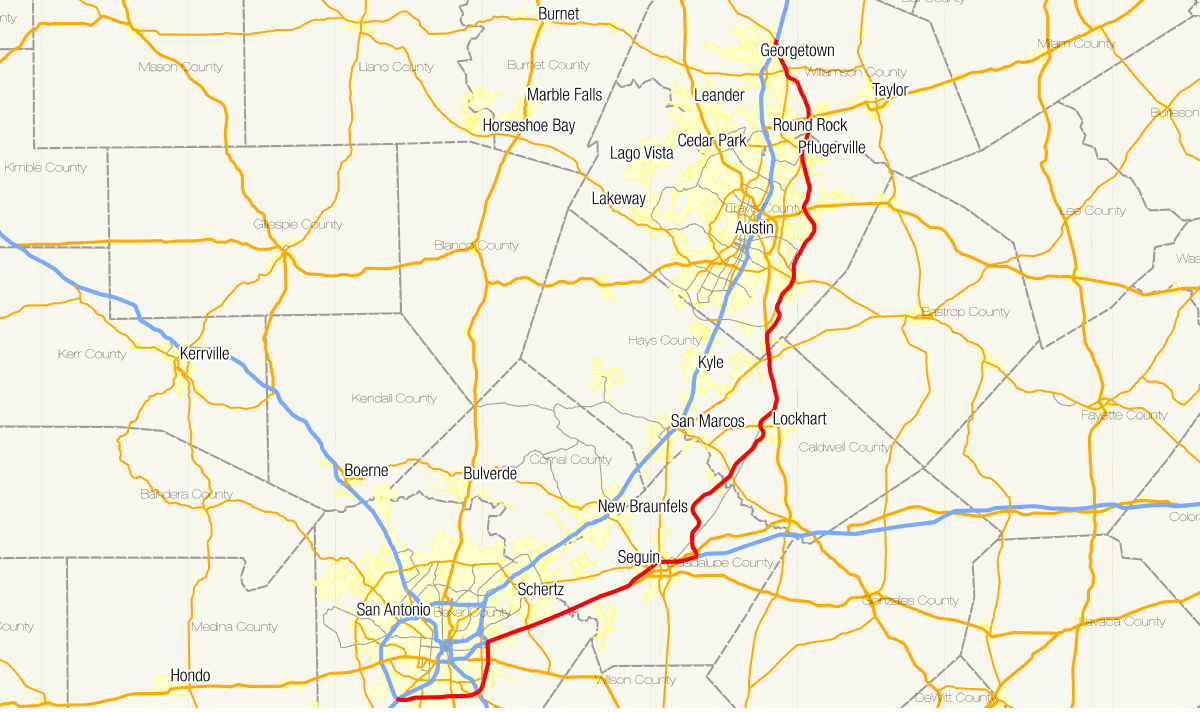 Burnet
nty
Mason County
Llano County
Burnet County
Georgetown
Milam County
Williamson County
Marble Falls
Leander
Taylor
Burleson
Horseshoe Bay
Round Rock
Cedar Park
Pflugerville
Lago Vista
Kimble County
Lakeway
Travis County
Lee County
Gillespie County
Austin
Blanco County
Was
Bastrop County
Hays County
Kerr County
Kerrville
Kyle
Kendall County
San Marcos
Lockhart
Fayette County
Caldwell County
Comal County
Boerne
Bulverde
Bandera County
New Braunfels
Color
Seguin
Guadalupe County
Schertz
San Antonio
Bexar County
Gonzales County
ounty
Medina County
Lavaca County
Hondo
Wilson County
DeWitt County